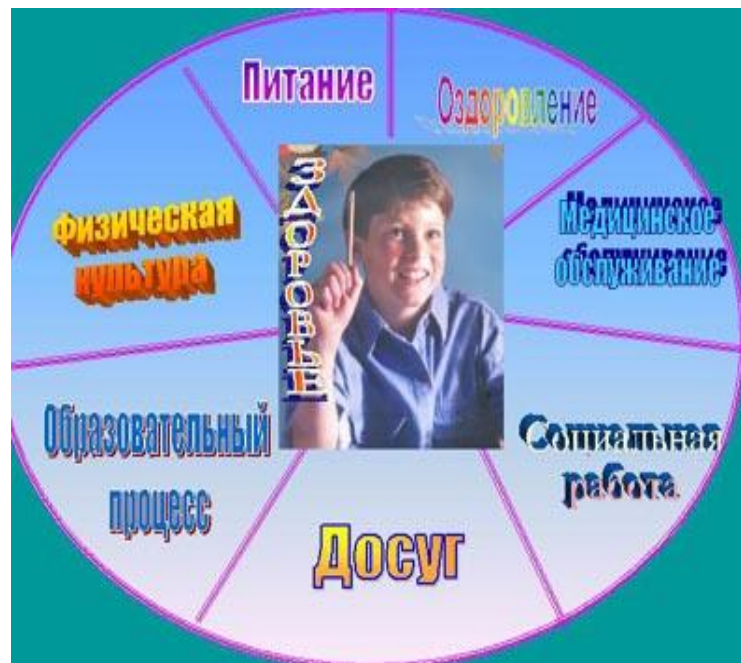 Питание
Оздоровление
Физическая
культура
ЗДОРОВЬЕ
Медицинское
обслуживание
Образовательный
процесс
Социальная
работа
Досуг